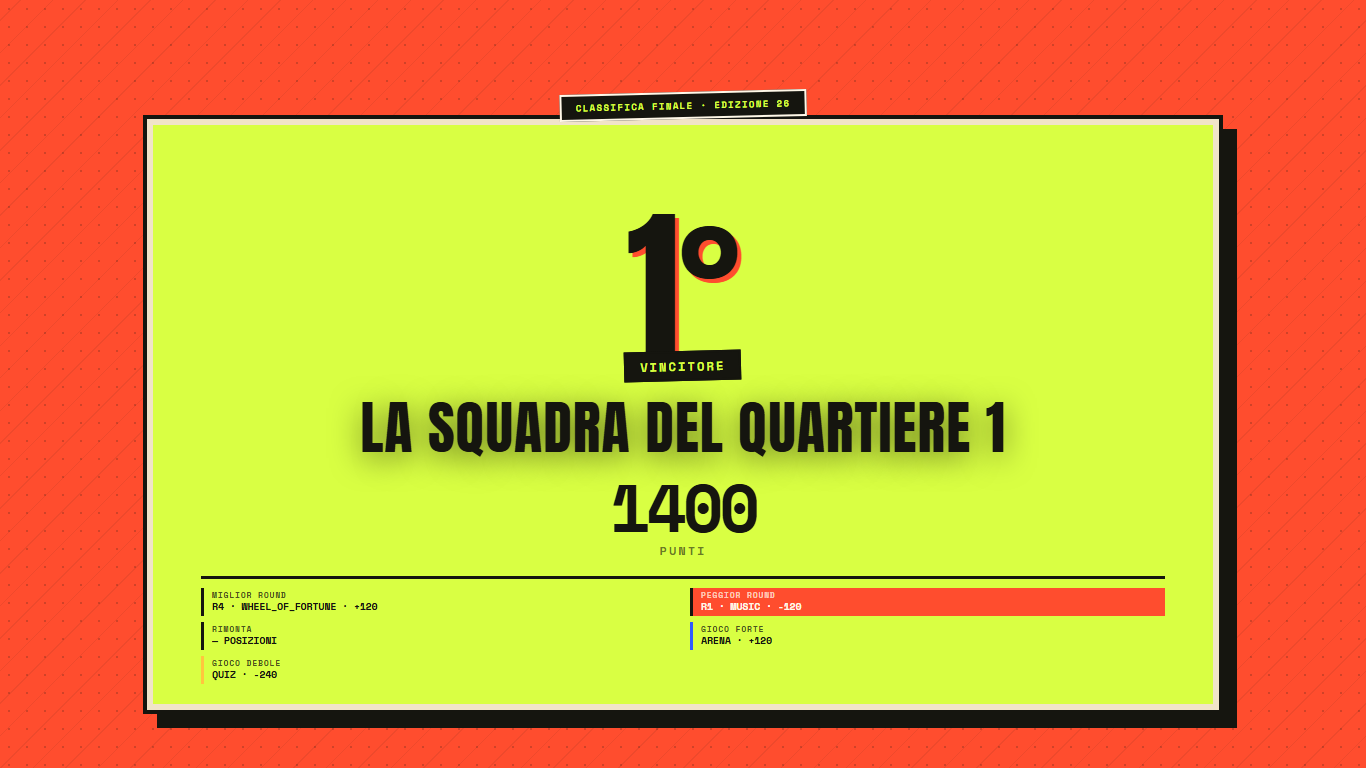 CLASSIFICA FINALE · EDIZIONE 26
1°
VINCITORE
LA SQUADRA DEL QUARTIERE 1
1400
PUNTI
MIGLIOR ROUND
R4 · WHEEL_OF_FORTUNE · +120
PEGGIOR ROUND
R1 · MUSIC · -120
RIMONTA
— POSIZIONI
GIOCO FORTE
ARENA · +120
GIOCO DEBOLE
QUIZ · -240